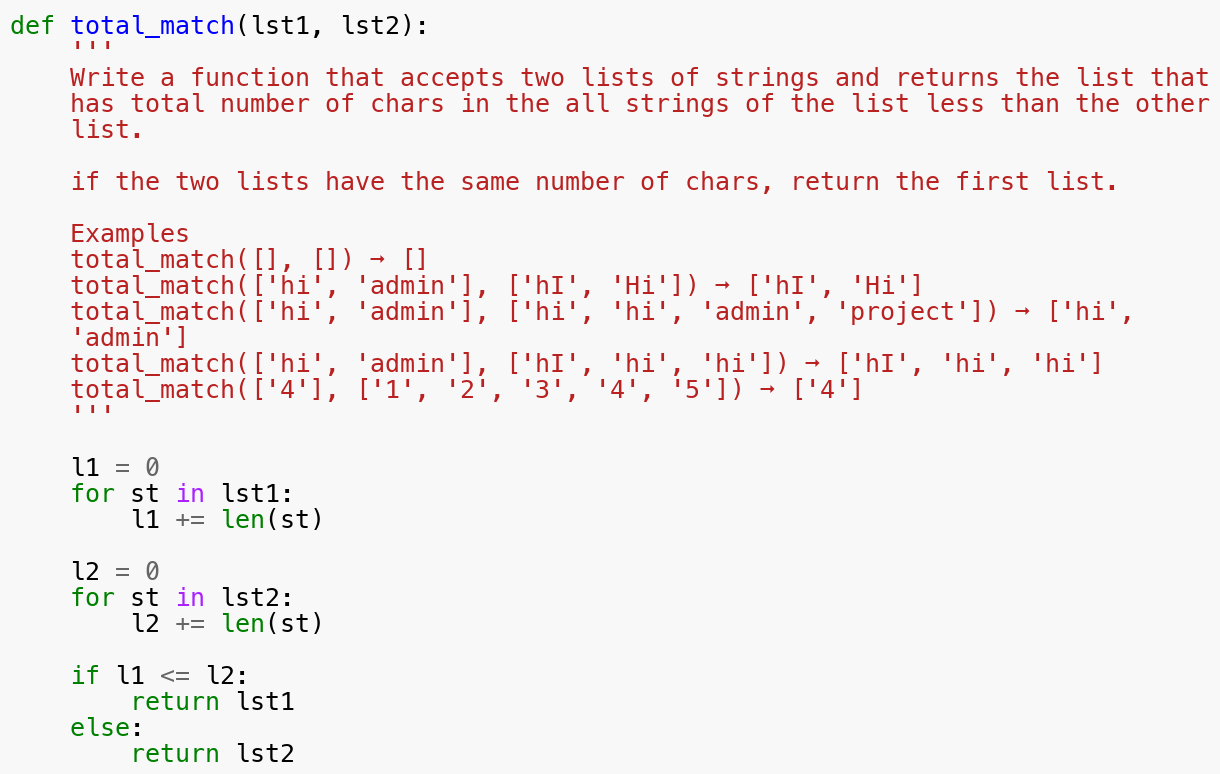 def total_match(lst1, lst2):
    '''
    Write a function that accepts two lists of strings and returns the list that
    has total number of chars in the all strings of the list less than the other
    list.

    if the two lists have the same number of chars, return the first list.

    Examples
    total_match([], []) → []
    total_match(['hi', 'admin'], ['hI', 'Hi']) → ['hI', 'Hi']
    total_match(['hi', 'admin'], ['hi', 'hi', 'admin', 'project']) → ['hi',
    'admin']
    total_match(['hi', 'admin'], ['hI', 'hi', 'hi']) → ['hI', 'hi', 'hi']
    total_match(['4'], ['1', '2', '3', '4', '5']) → ['4']
    '''

    l1 = 0
    for st in lst1:
        l1 += len(st)

    l2 = 0
    for st in lst2:
        l2 += len(st)

    if l1 <= l2:
        return lst1
    else:
        return lst2